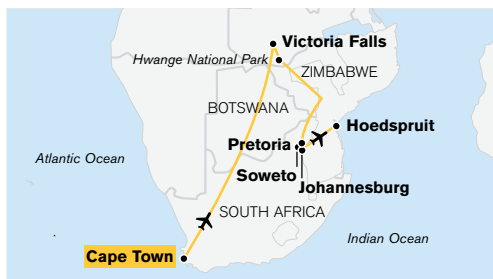 Victoria Falls
Hwange National Park
ZIMBABWE
BOTSWANA
Hoedspruit
Pretoria
Atlantic Ocean
Soweto
Johannesburg
SOUTH AFRICA
Indian Ocean
Cape Town